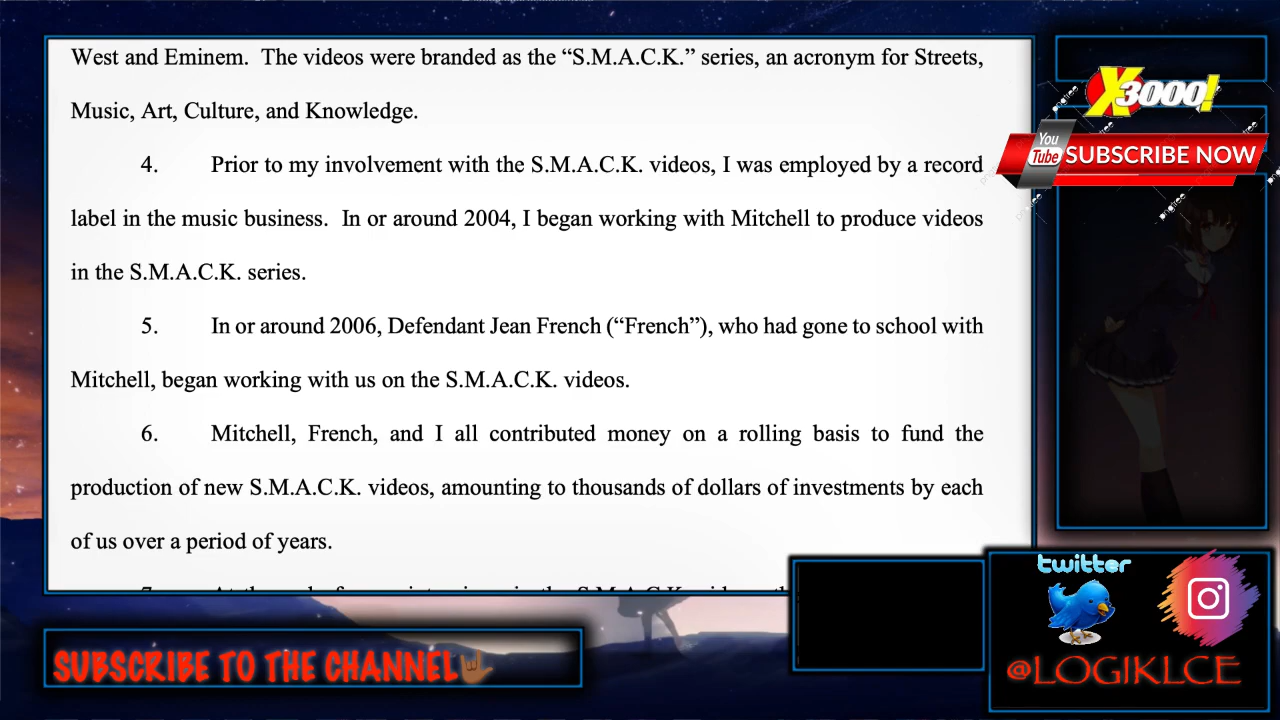 West and Eminem. The videos were branded as the “S.M.A.C.K.” series, an acronym for Streets,
Music, Art, Culture, and Knowledge.
4. Prior to my involvement with the S.M.A.C.K. videos, I was employed by a record
label in the music business. In or around 2004, I began working with Mitchell to produce videos
in the S.M.A.C.K. series.
5. In or around 2006, Defendant Jean French (“French”), who had gone to school with
Mitchell, began working with us on the S.M.A.C.K. videos.
6. Mitchell, French, and I all contributed money on a rolling basis to fund the
production of new S.M.A.C.K. videos, amounting to thousands of dollars of investments by each
of us over a period of years.
X3000!
You
Tube SUBSCRIBE NOW
twitter
@LOGIKLCE
SUBSCRIBE TO THE CHANNEL